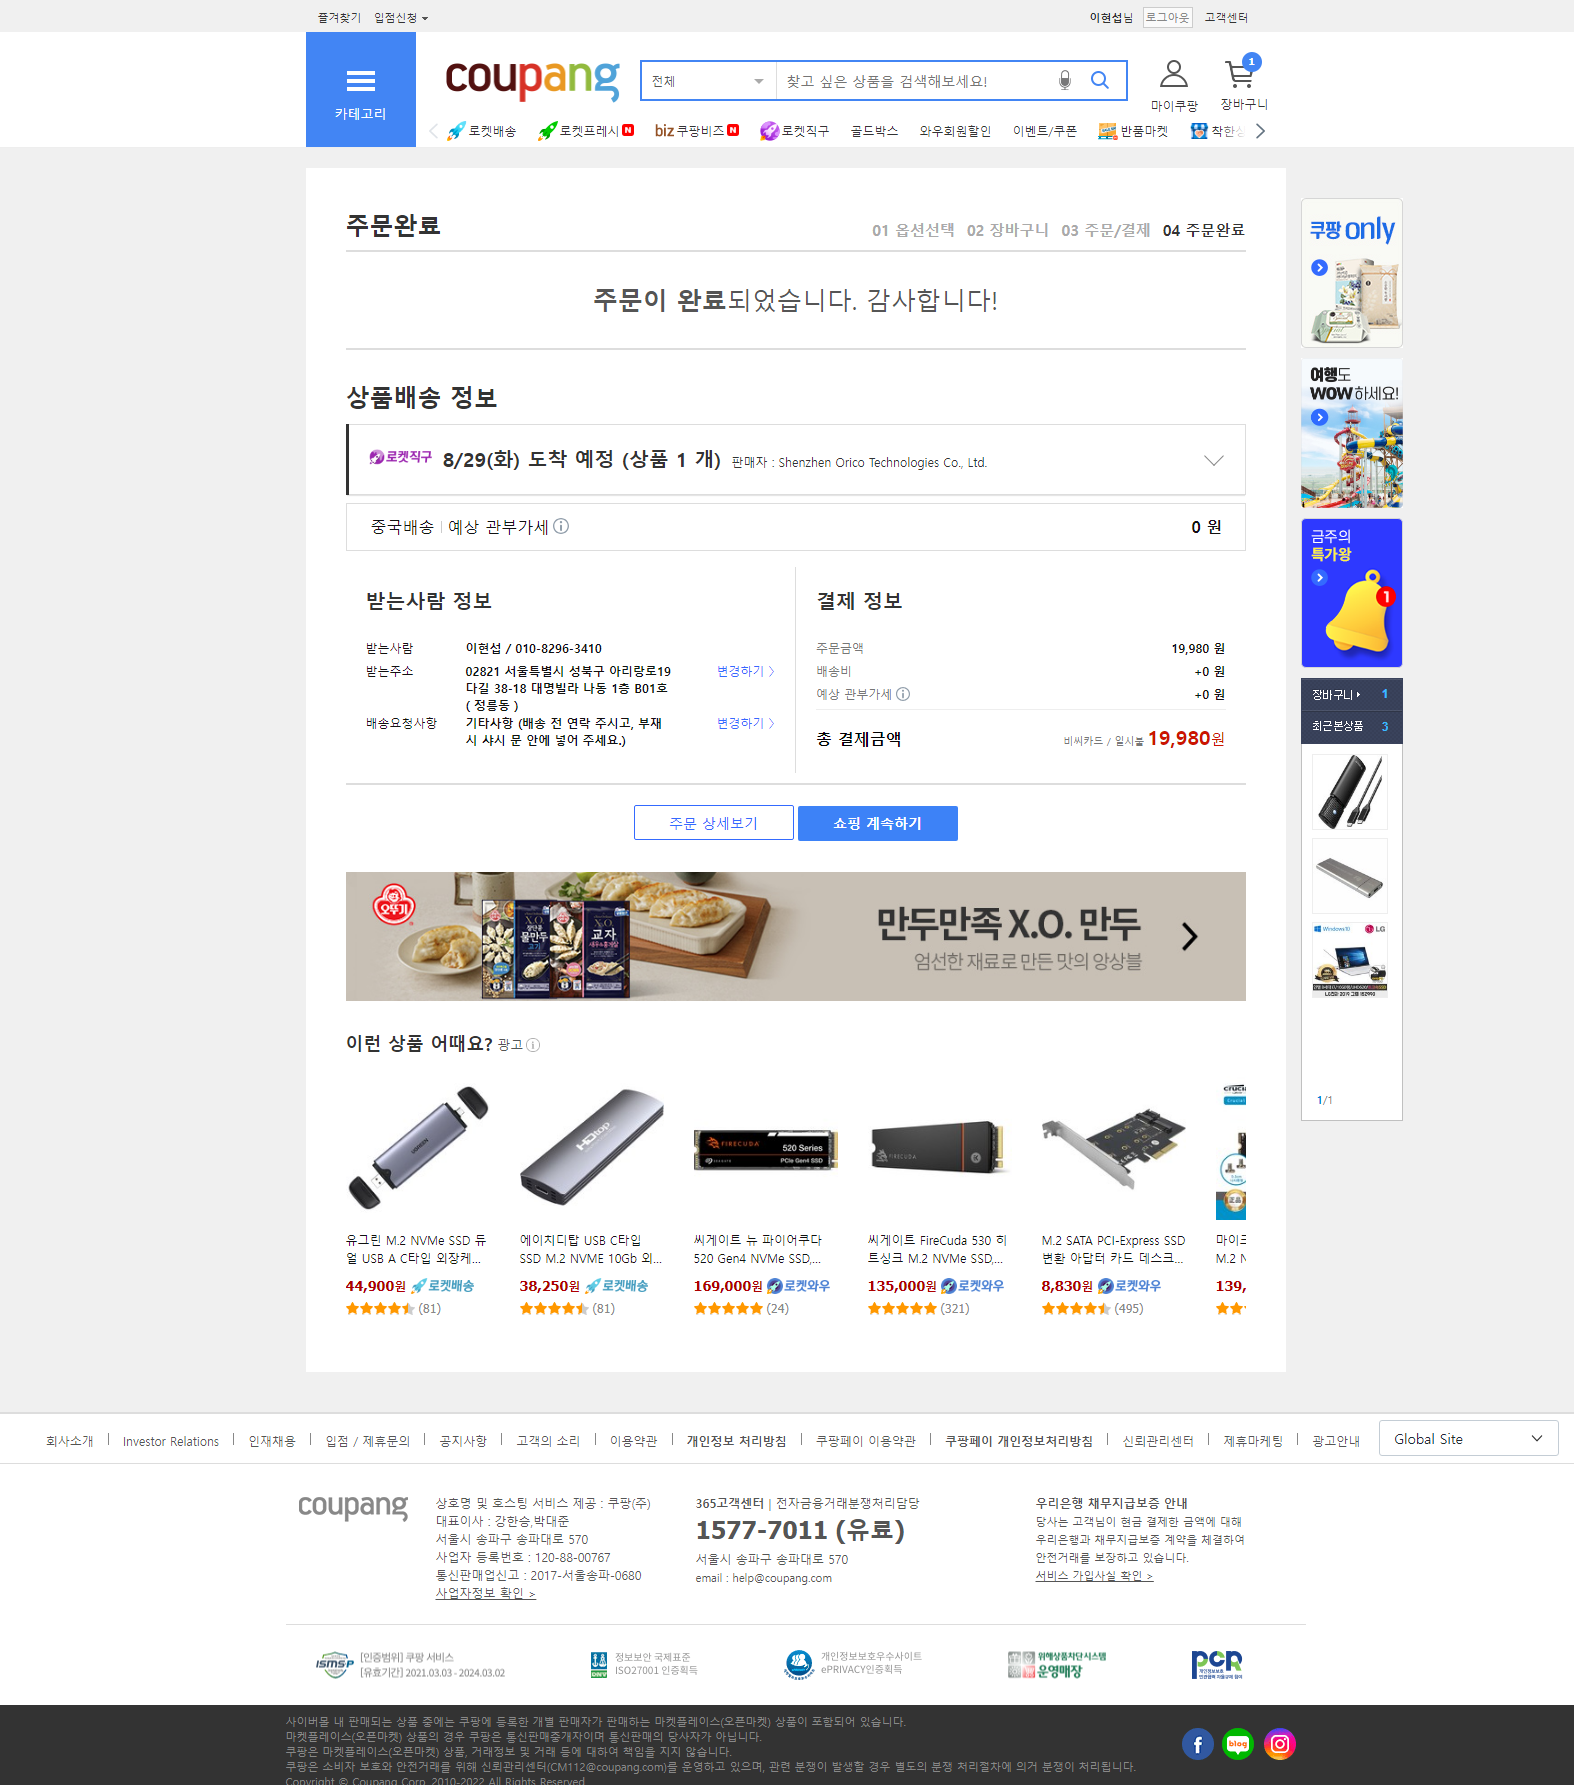 즐겨찾기 입점신청
이현섭님 로그아웃 고객센터
카테고리
coupang
전체
찾고 싶은 상품을 검색해보세요!
마이쿠팡
1
장바구니
로켓배송 로켓프레시 N biz 쿠팡비즈 N 로켓직구 골드박스 와우회원할인 이벤트/쿠폰 반품마켓 착한상
주문완료
01 옵션선택 02 장바구니 03 주문/결제 04 주문완료
주문이 완료되었습니다. 감사합니다!
상품배송 정보
로켓직구 8/29(화) 도착 예정 (상품 1 개) 판매자 : Shenzhen Orico Technologies Co., Ltd.
중국배송 | 예상 관부가세
0 원
받는사람 정보
받는사람 이현섭 / 010-8296-3410
받는주소 02821 서울특별시 성북구 아리랑로19
다길 38-18 대명빌라 나동 1층 B01호
( 정릉동 )
변경하기 >
배송요청사항 기타사항 (배송 전 연락 주시고, 부재
시 샤시 문 안에 넣어 주세요.)
변경하기 >
결제 정보
주문금액 19,980 원
배송비 +0 원
예상 관부가세 +0 원
총 결제금액 비씨카드 / 일시불 19,980원
주문 상세보기
쇼핑 계속하기
오뚜기
X.O.
물만두
고기
X.O.
교자
만두만족 X.O. 만두
엄선한 재료로 만든 맛의 앙상블
이런 상품 어때요? 광고
UGREEN
유그린 M.2 NVMe SSD 듀
얼 USB A C타입 외장케...
44,900원 로켓배송
(81)
HDtop
에이치디탑 USB C타입
SSD M.2 NVME 10Gb 외...
38,250원 로켓배송
(81)
FIRECUDA
520 Series
PCIe Gen4 SSD
씨게이트 뉴 파이어쿠다
520 Gen4 NVMe SSD,...
169,000원 로켓와우
(24)
FIRECUDA
씨게이트 FireCuda 530 히
트싱크 M.2 NVMe SSD,...
135,000원 로켓와우
(321)
M.2 SATA PCI-Express SSD
변환 아답터 카드 데스크...
8,830원 로켓와우
(495)
마이크
M.2 N
139,
쿠팡 only
여행도
WOW 하세요!
금주의
특가왕
1
장바구니 1
최근본상품 3
Windows10 LG
1/1
회사소개 | Investor Relations | 인재채용 | 입점 / 제휴문의 | 공지사항 | 고객의 소리 | 이용약관 | 개인정보 처리방침 | 쿠팡페이 이용약관 | 쿠팡페이 개인정보처리방침 | 신뢰관리센터 | 제휴마케팅 | 광고안내
Global Site
coupang
상호명 및 호스팅 서비스 제공 : 쿠팡(주)
대표이사 : 강한승,박대준
서울시 송파구 송파대로 570
사업자 등록번호 : 120-88-00767
통신판매업신고 : 2017-서울송파-0680
사업자정보 확인 >
365고객센터 | 전자금융거래분쟁처리담당
1577-7011 (유료)
서울시 송파구 송파대로 570
email : help@coupang.com
우리은행 채무지급보증 안내
당사는 고객님이 현금 결제한 금액에 대해
우리은행과 채무지급보증 계약을 체결하여
안전거래를 보장하고 있습니다.
서비스 가입사실 확인 >
ISMS-P
[인증범위] 쿠팡 서비스
[유효기간] 2021.03.03 - 2024.03.02
DNV
정보보안 국제표준
ISO27001 인증획득
개인정보보호우수사이트
ePRIVACY인증획득
위해상품차단시스템
운영매장
PCR
사이버몰 내 판매되는 상품 중에는 쿠팡에 등록한 개별 판매자가 판매하는 마켓플레이스(오픈마켓) 상품이 포함되어 있습니다.
마켓플레이스(오픈마켓) 상품의 경우 쿠팡은 통신판매중개자이며 통신판매의 당사자가 아닙니다.
쿠팡은 마켓플레이스(오픈마켓) 상품, 거래정보 및 거래 등에 대하여 책임을 지지 않습니다.
쿠팡은 소비자 보호와 안전거래를 위해 신뢰관리센터(CM112@coupang.com)를 운영하고 있으며, 관련 분쟁이 발생할 경우 별도의 분쟁 처리절차에 의거 분쟁이 처리됩니다.
Copyright © Coupang Corp. 2010-2022 All Rights Reserved.
f
blog